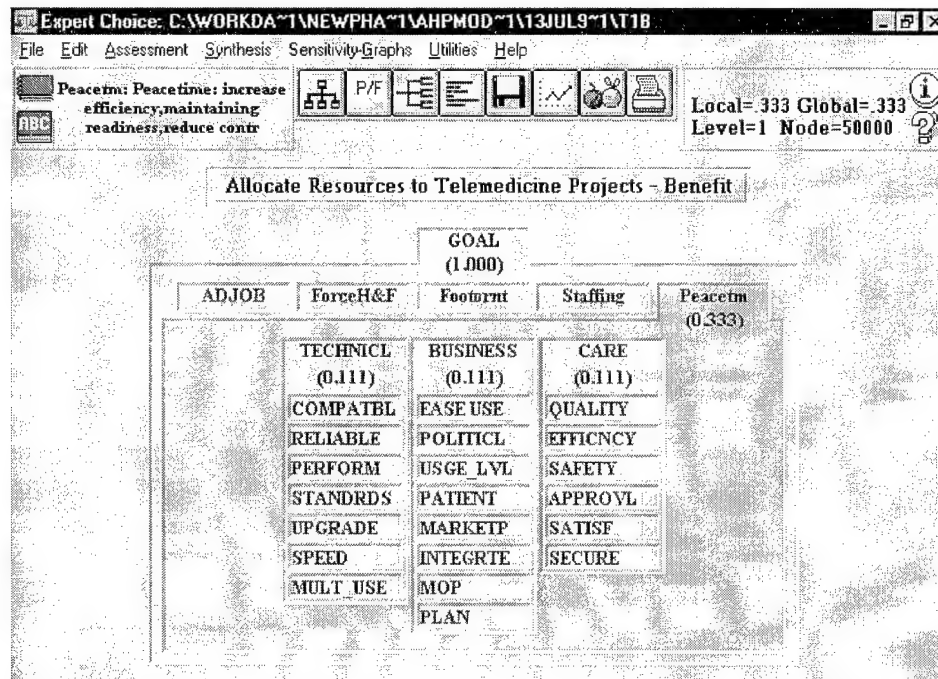 Expert Choice: C:\WORKDA~1\NEWPHA~1\AHPMOD~1\13JUL9~1\T1B
File Edit Assessment Synthesis Sensitivity-Graphs Utilities Help
Peacetm: Peacetime: increase
efficiency,maintaining
readiness,reduce contr
ABC
P/F
Local=.333 Global=.333
Level=1 Node=50000
Allocate Resources to Telemedicine Projects - Benefit
GOAL
(1.000)
ADJOB ForceH&F Footprnt Staffing Peacetm
(0.333)
TECHNICL BUSINESS CARE
(0.111) (0.111) (0.111)
COMPATBL EASE USE QUALITY
RELIABLE POLITICL EFFICNCY
PERFORM USGE_LVL SAFETY
STANDRDS PATIENT APPROVL
UPGRADE MARKETP SATISF
SPEED INTEGRTE SECURE
MULT_USE MOP
PLAN